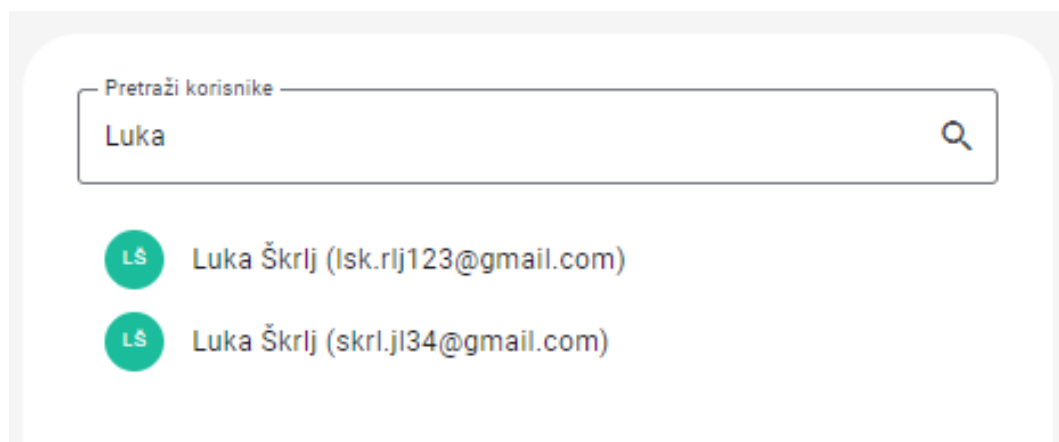 Pretraži korisnike
Luka
LŠ Luka Škrlj (lsk.rlj123@gmail.com)
LŠ Luka Škrlj (skrl.jl34@gmail.com)